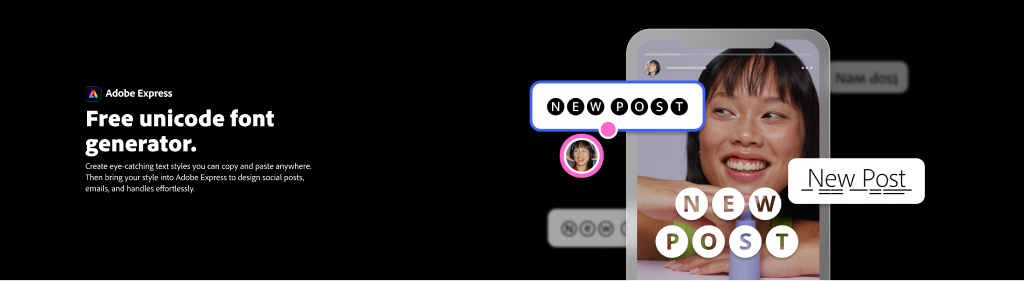 Adobe Express
Free unicode font
generator.
Create eye-catching text styles you can copy and paste anywhere.
Then bring your style into Adobe Express to design social posts,
emails, and handles effortlessly.
🅝🅔🅦 🅟🅞🅢🅣
New post
New Post
NEW
POST
New